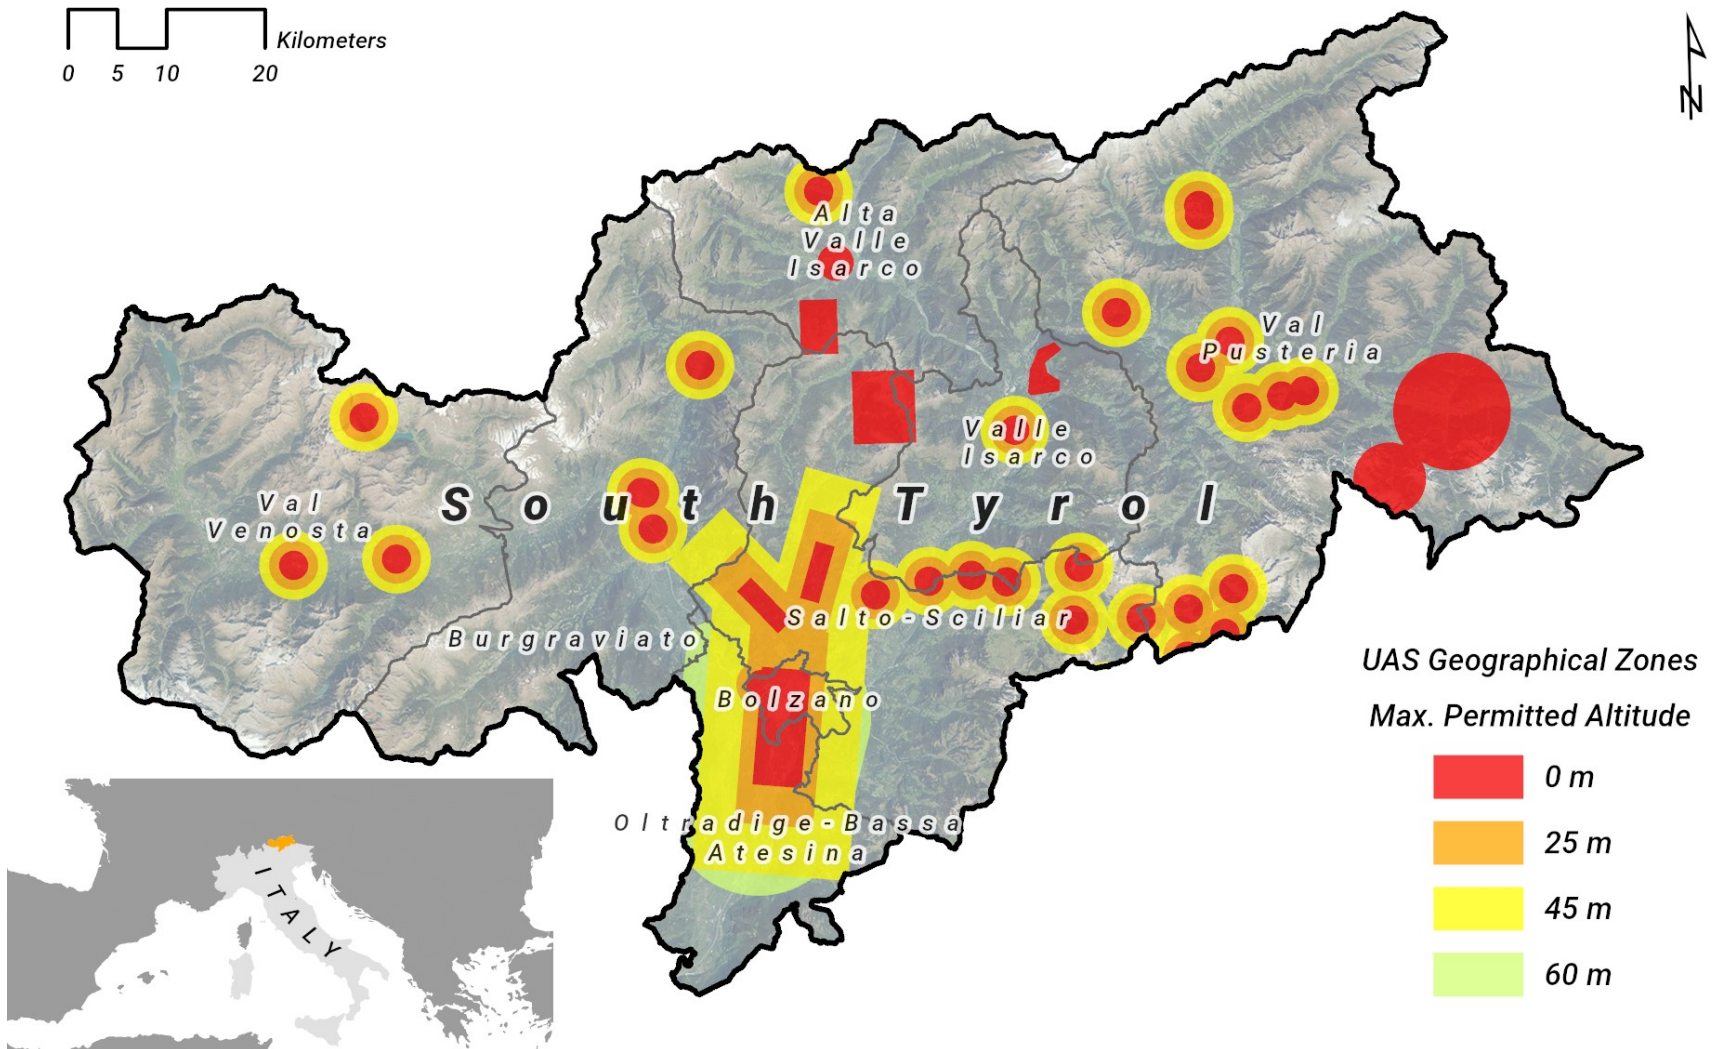 Kilometers
0 5 10 20
N
Alta
Valle
Isarco
Val
Pusteria
Valle
Isarco
South Tyrol
Val
Venosta
Salto-Sciliar
Burgraviato
Bolzano
Oltradige-Bassa
Atesina
UAS Geographical Zones
Max. Permitted Altitude
0 m
25 m
45 m
60 m
ITALY